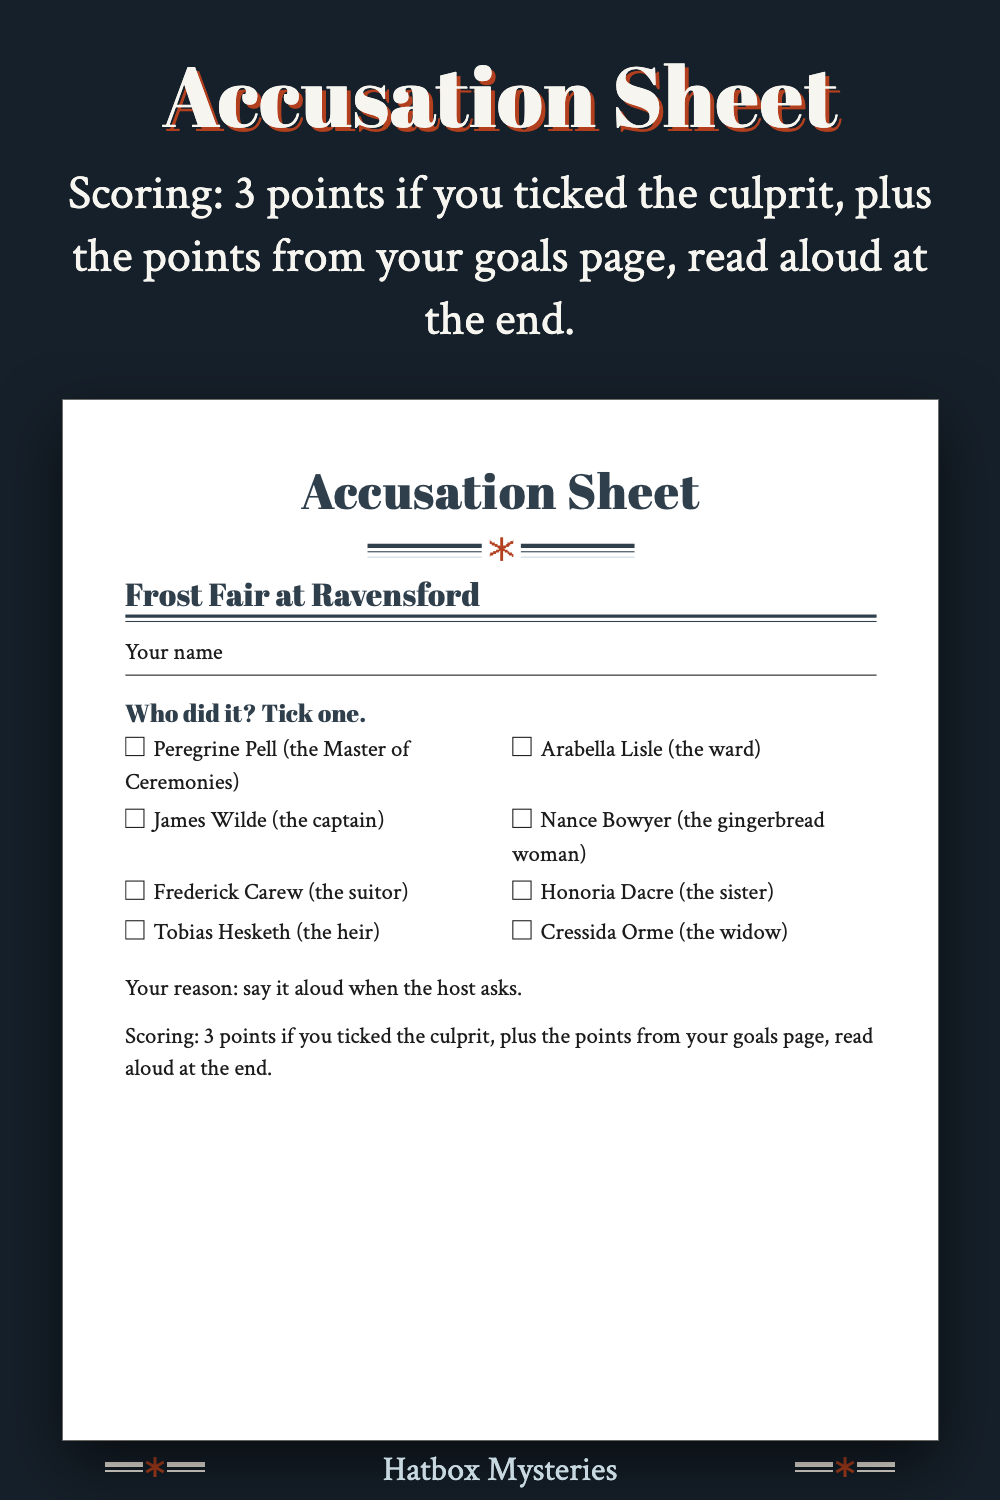 Accusation Sheet
Scoring: 3 points if you ticked the culprit, plus
the points from your goals page, read aloud at
the end.
Accusation Sheet
Frost Fair at Ravensford
Your name
Who did it? Tick one.
Peregrine Pell (the Master of
Ceremonies)
Arabella Lisle (the ward)
James Wilde (the captain)
Nance Bowyer (the gingerbread
woman)
Frederick Carew (the suitor)
Honoria Dacre (the sister)
Tobias Hesketh (the heir)
Cressida Orme (the widow)
Your reason: say it aloud when the host asks.
Scoring: 3 points if you ticked the culprit, plus the points from your goals page, read
aloud at the end.
Hatbox Mysteries